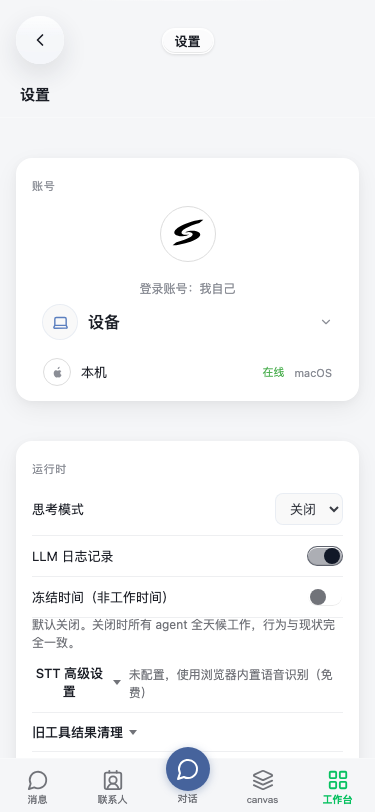 设置
设置
账号
登录账号：我自己
设备
本机 在线 macOS
运行时
思考模式 关闭
LLM 日志记录
冻结时间（非工作时间）
默认关闭。关闭时所有 agent 全天候工作，行为与现状完
全一致。
STT 高级设
置
未配置，使用浏览器内置语音识别（免
费）
旧工具结果清理
消息 联系人 对话 canvas 工作台